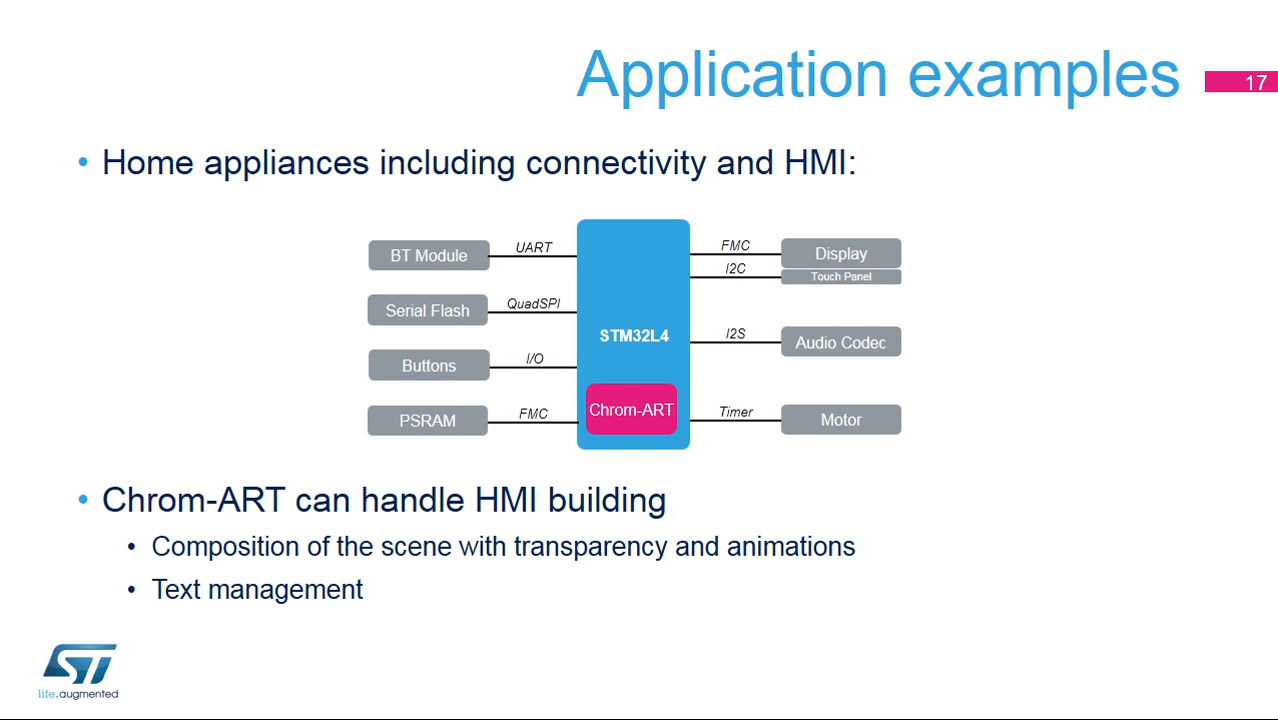 Application examples
17
• Home appliances including connectivity and HMI:
BT Module
UART
Serial Flash
QuadSPI
Buttons
I/O
PSRAM
FMC
STM32L4
Chrom-ART
FMC
Display
I2C
Touch Panel
I2S
Audio Codec
Timer
Motor
• Chrom-ART can handle HMI building
• Composition of the scene with transparency and animations
• Text management
ST
life.augmented